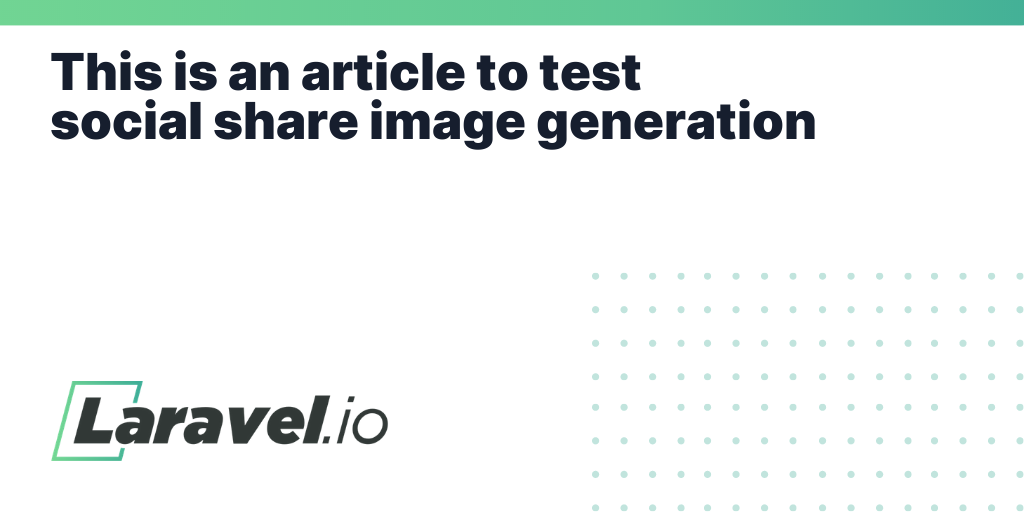 This is an article to test
social share image generation
Laravel.io